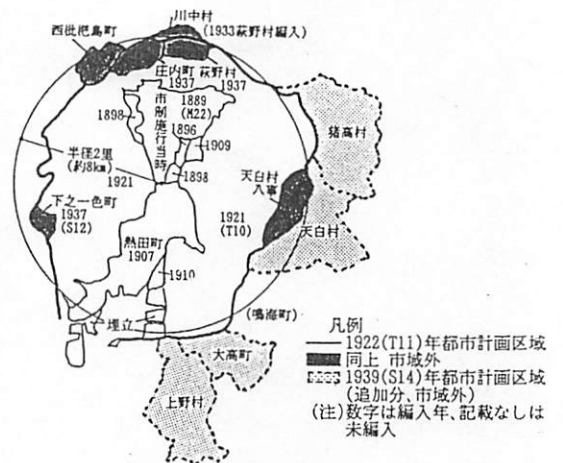 川中村
(1933萩野村編入)
西枇杷島町
庄内町
1937
萩野村
1937
1898
市制施行当時
1889
(M22)
1896
1909
1898
猪高村
半径2里
(約8km)
1921
天白村
八事
下之一色町
1937
(S12)
1921
(T10)
天白村
熱田町
1907
1910
(鳴海町)
埋立
大高町
上野村
凡例
1922(T11)年都市計画区域
同上 市域外
1939(S14)年都市計画区域
(追加分、市域外)
(注)数字は編入年、記載なしは
未編入